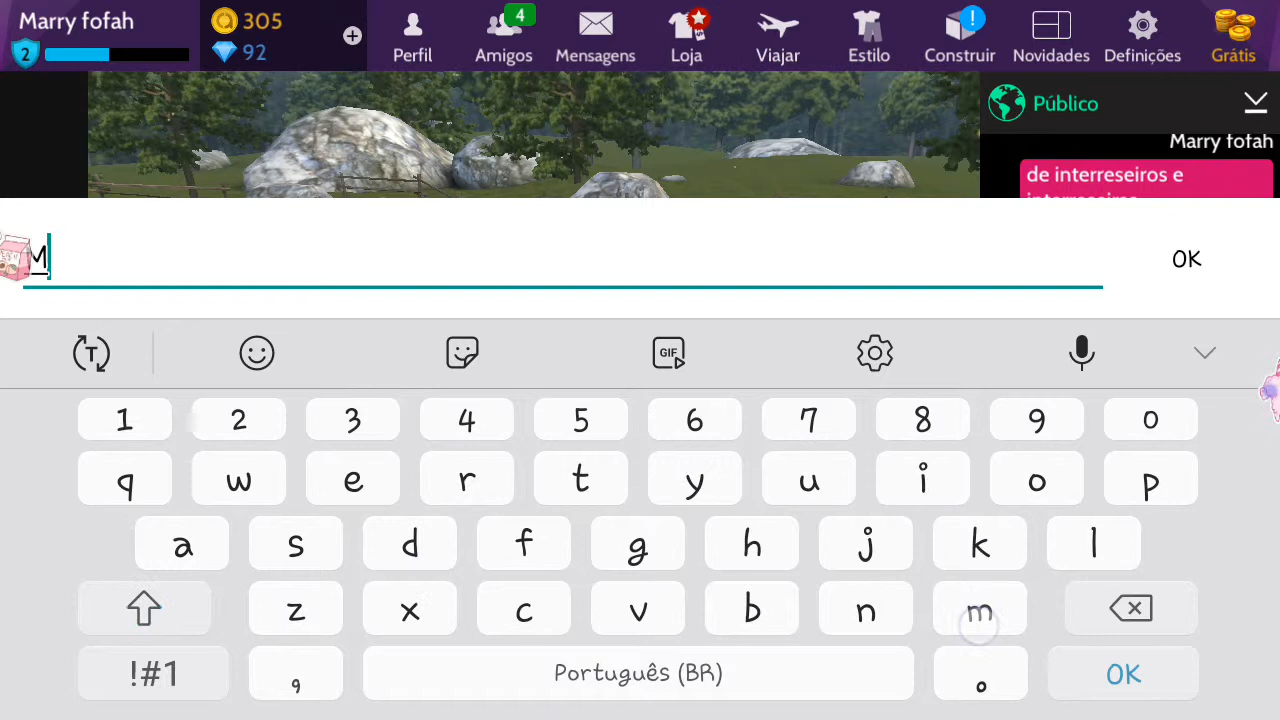 Marry fofah
2
305
92
Perfil
4
Amigos
Mensagens
Loja
Viajar
Estilo
!
Construir
Novidades
Definições
Grátis
Público
Marry fofah
de interreseiros e
interreseiros
M
OK
T
GIF
1 2 3 4 5 6 7 8 9 0
q w e r t y u i o p
a s d f g h j k l
z x c v b n m
!#1 , Português (BR) . OK